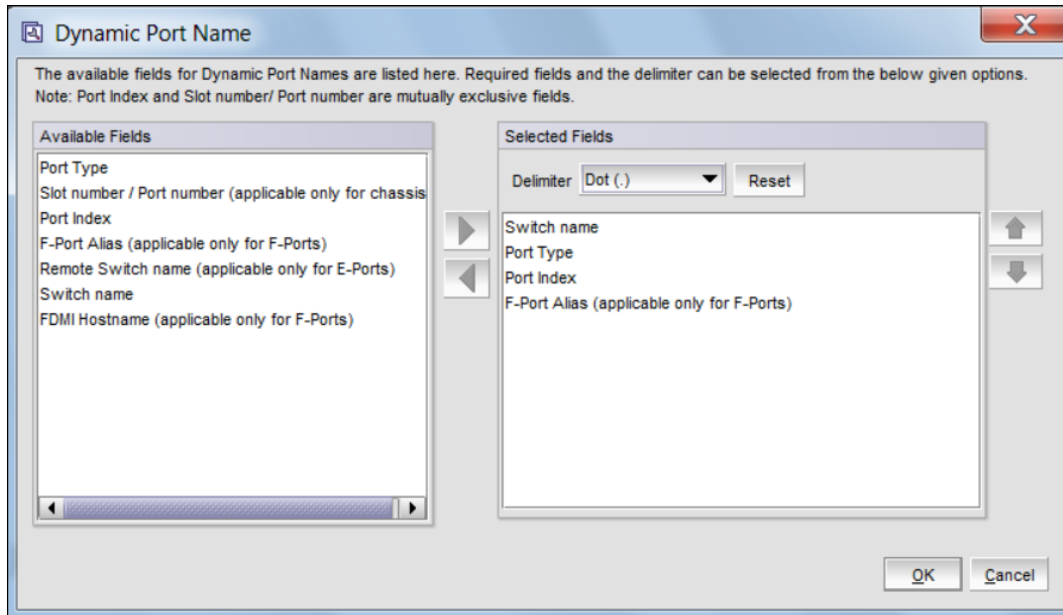 Dynamic Port Name
The available fields for Dynamic Port Names are listed here. Required fields and the delimiter can be selected from the below given options.
Note: Port Index and Slot number/ Port number are mutually exclusive fields.
Available Fields
Port Type
Slot number / Port number (applicable only for chassis
Port Index
F-Port Alias (applicable only for F-Ports)
Remote Switch name (applicable only for E-Ports)
Switch name
FDMI Hostname (applicable only for F-Ports)
Selected Fields
Delimiter Dot (.) Reset
Switch name
Port Type
Port Index
F-Port Alias (applicable only for F-Ports)
OK Cancel